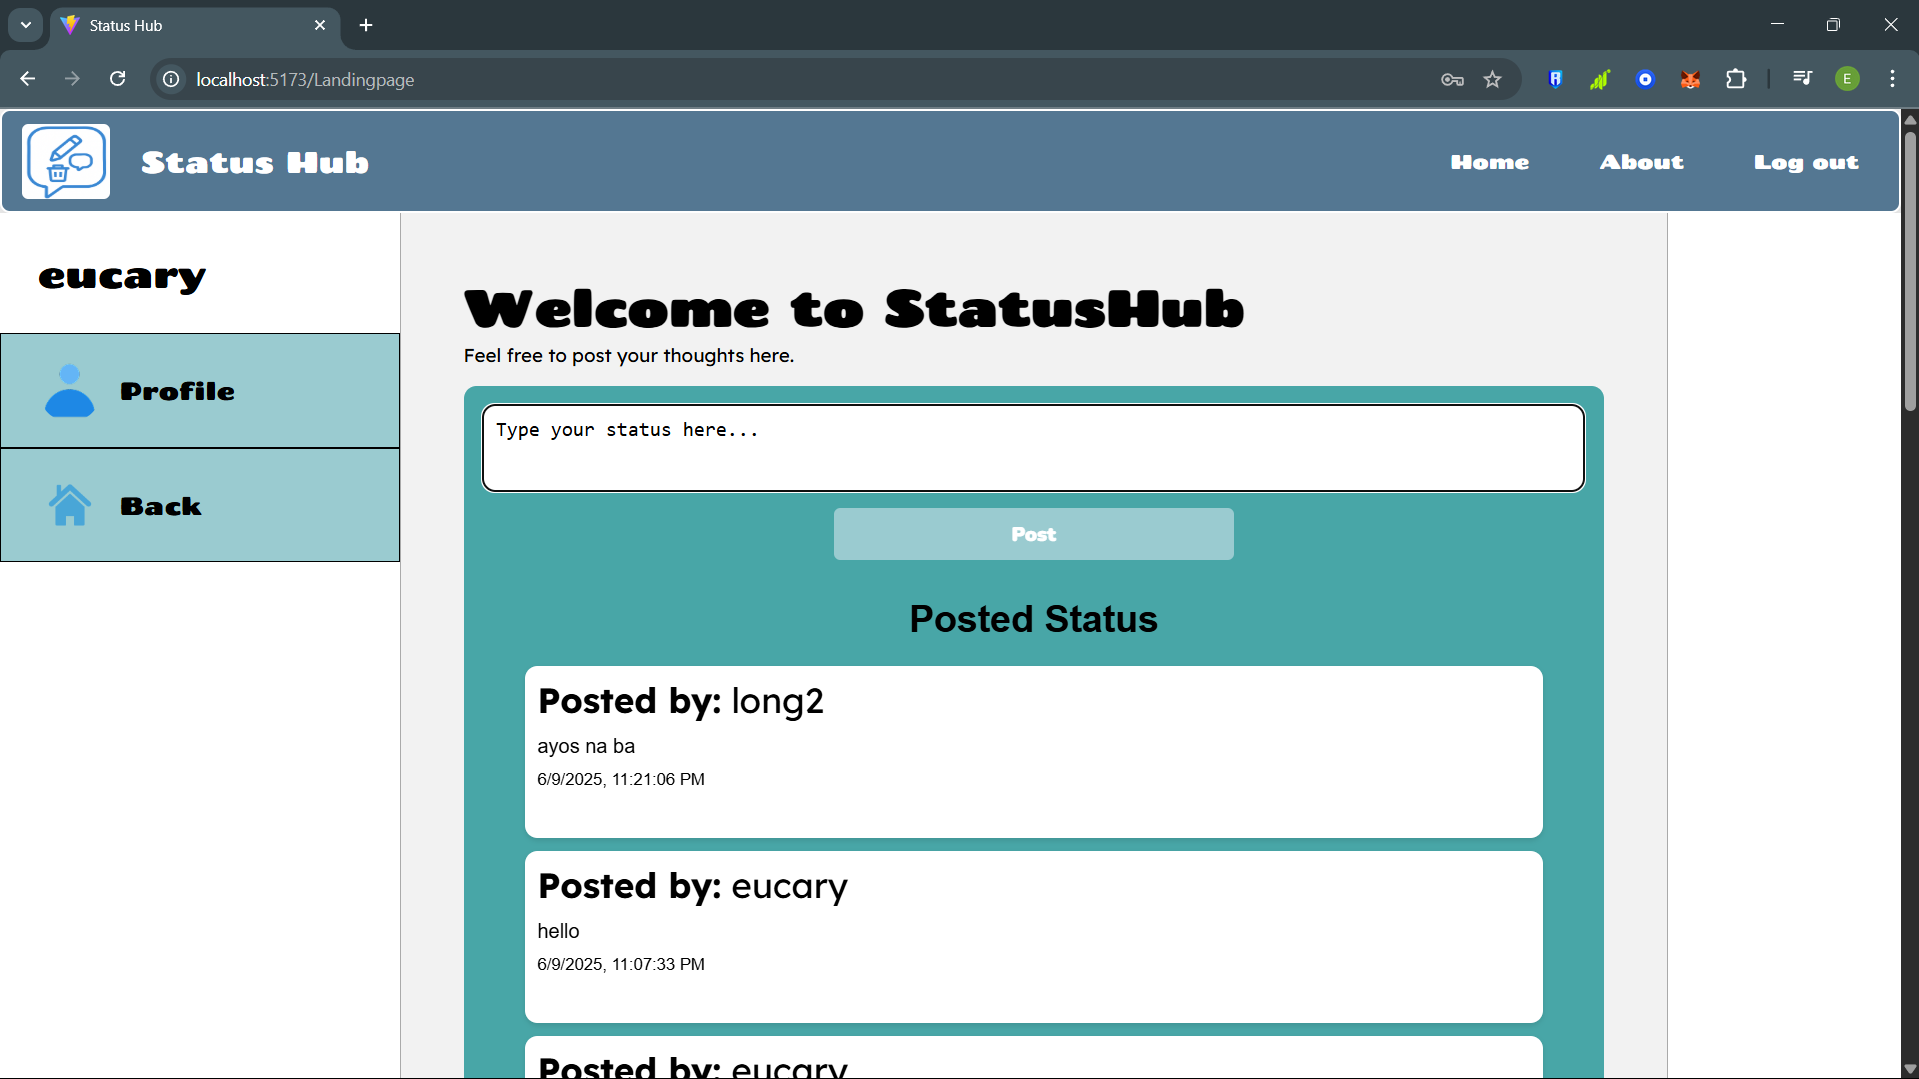 Status Hub
localhost:5173/Landingpage
E
Status Hub
Home
About
Log out
eucary
Profile
Back
Welcome to StatusHub
Feel free to post your thoughts here.
Type your status here...
Post
Posted Status
Posted by: long2
ayos na ba
6/9/2025, 11:21:06 PM
Posted by: eucary
hello
6/9/2025, 11:07:33 PM
Posted by: eucary